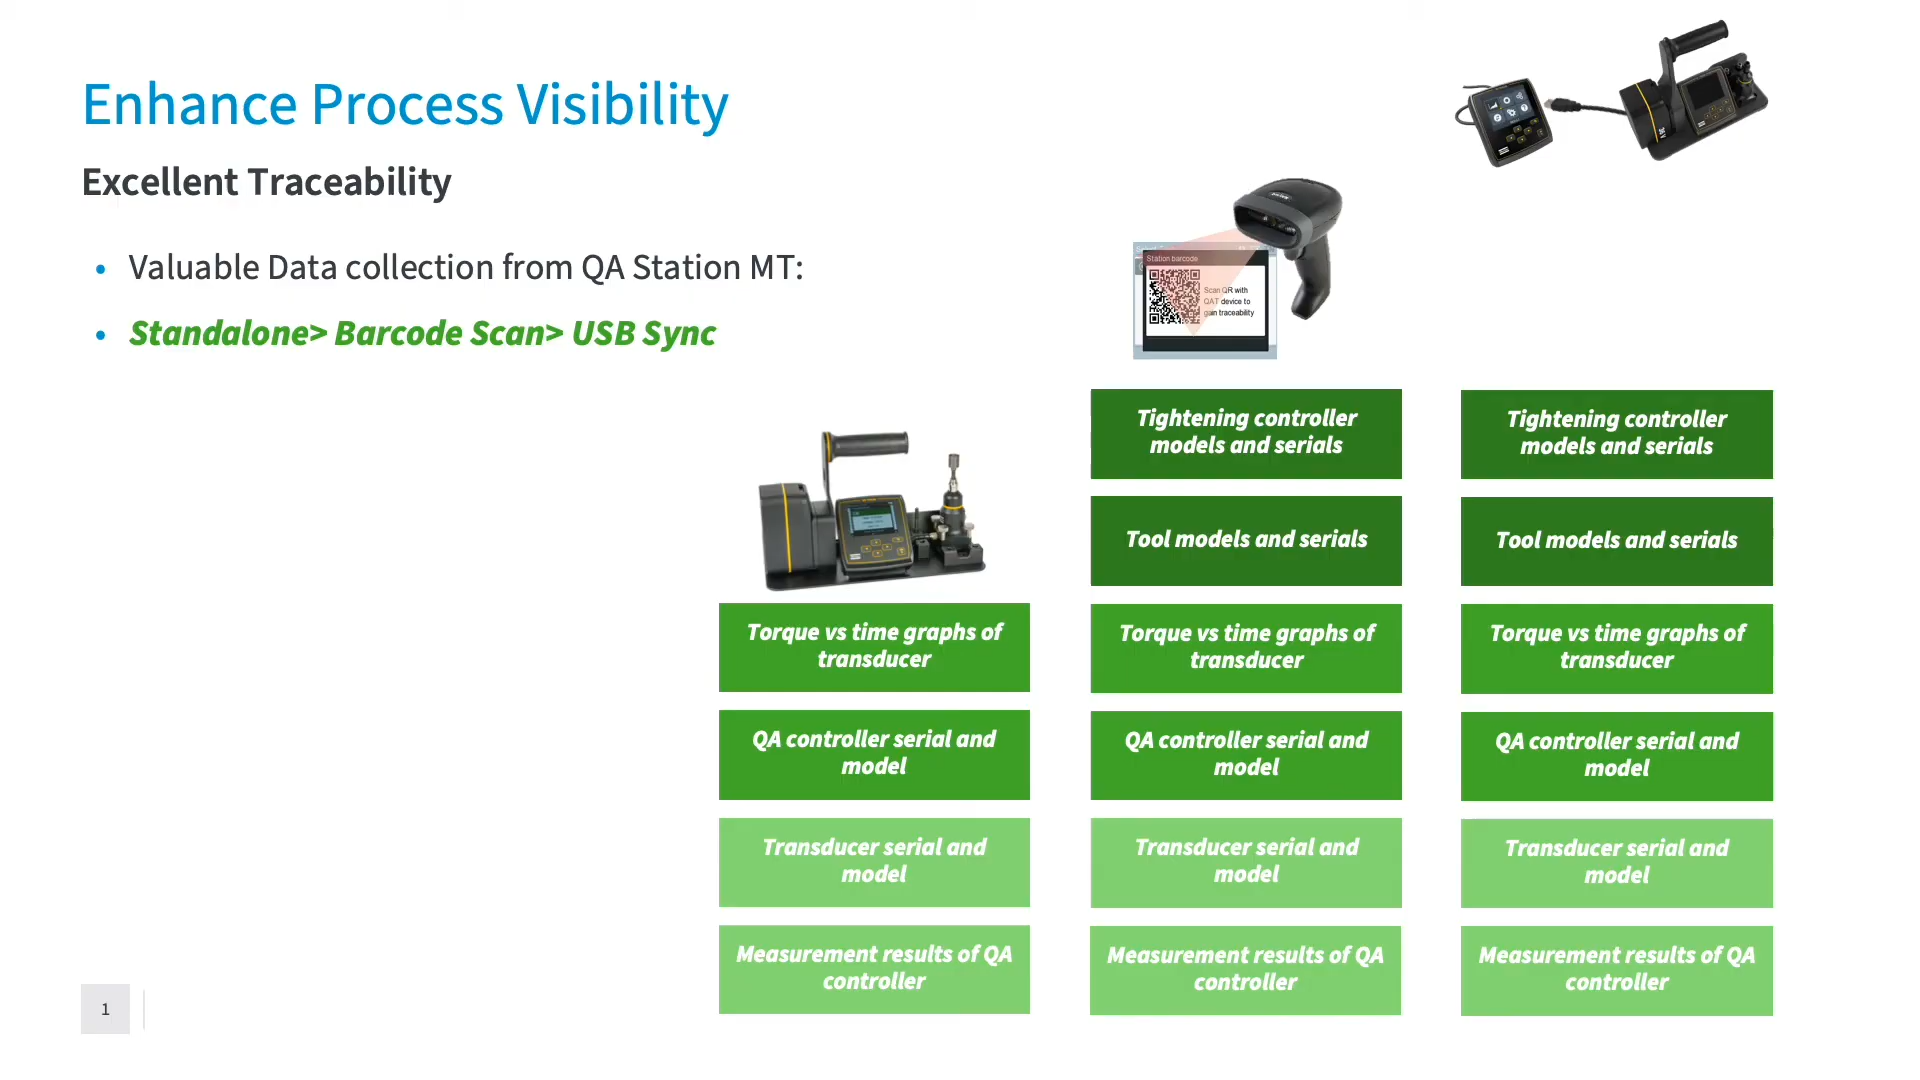 Enhance Process Visibility
Excellent Traceability
• Valuable Data collection from QA Station MT:
• Standalone> Barcode Scan> USB Sync
Station barcode
Scan QR with
QAT device to
gain traceability
Torque vs time graphs of
transducer
QA controller serial and
model
Transducer serial and
model
Measurement results of QA
controller
Tightening controller
models and serials
Tool models and serials
Torque vs time graphs of
transducer
QA controller serial and
model
Transducer serial and
model
Measurement results of QA
controller
Tightening controller
models and serials
Tool models and serials
Torque vs time graphs of
transducer
QA controller serial and
model
Transducer serial and
model
Measurement results of QA
controller
1